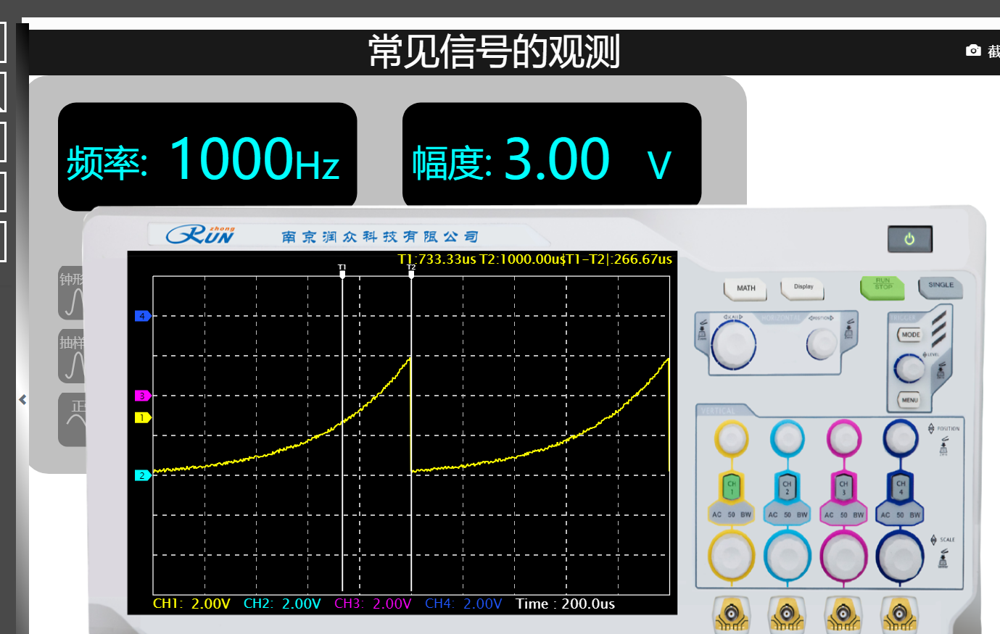 常见信号的观测
截
频率: 1000Hz
幅度: 3.00 V
zhong
RUN
南京润众科技有限公司
T1:733.33us T2:1000.00us|T1-T2|:266.67us
T1
T2
钟形
抽样
正
4
3
1
2
CH1: 2.00V CH2: 2.00V CH3: 2.00V CH4: 2.00V Time : 200.0us
MATH
Display
RUN
STOP
SINGLE
HORIZONTAL
POSITION
TRIGGER
MODE
LEVEL
MENU
VERTICAL
POSITION
CH 1
CH 2
CH 3
CH 4
AC 50 BW
AC 50 BW
AC 50 BW
AC 50 BW
SCALE